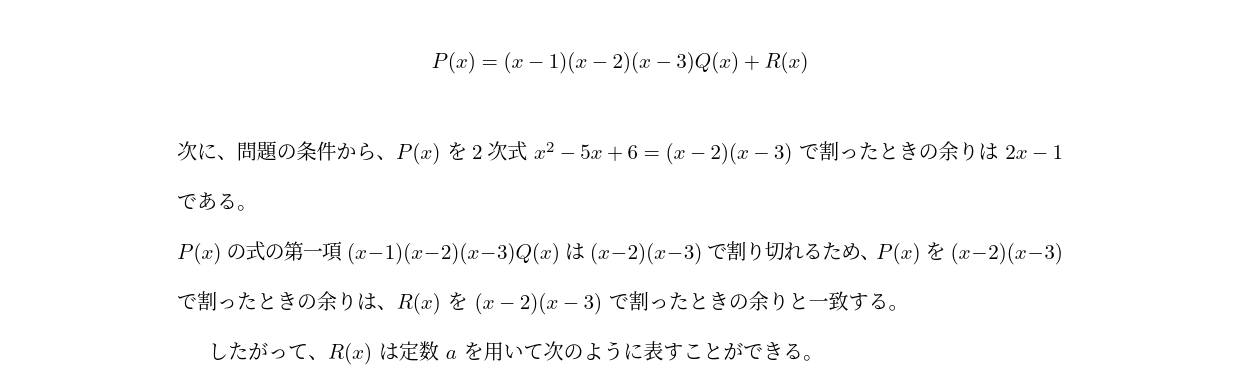 P(x) = (x − 1)(x − 2)(x − 3)Q(x) + R(x)
次に、問題の条件から、P(x) を 2 次式 x² − 5x + 6 = (x − 2)(x − 3) で割ったときの余りは 2x − 1
である。
P(x) の式の第一項 (x−1)(x−2)(x−3)Q(x) は (x−2)(x−3) で割り切れるため、P(x) を (x−2)(x−3)
で割ったときの余りは、R(x) を (x − 2)(x − 3) で割ったときの余りと一致する。
したがって、R(x) は定数 a を用いて次のように表すことができる。